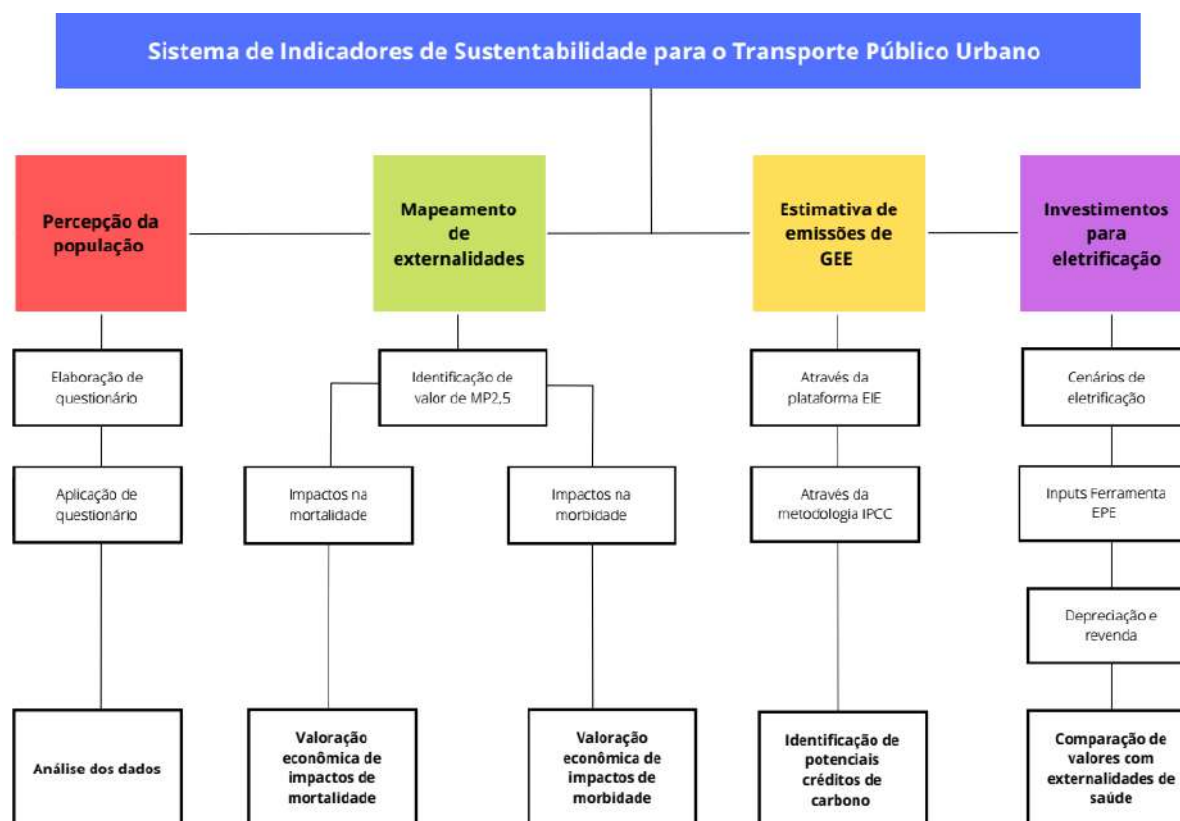 Sistema de Indicadores de Sustentabilidade para o Transporte Público Urbano
Percepção da
população
Mapeamento
de
externalidades
Estimativa de
emissões de
GEE
Investimentos
para
eletrificação
Elaboração de
questionário
Identificação de
valor de MP2,5
Através da
plataforma EIE
Cenários de
eletrificação
Aplicação de
questionário
Impactos na
mortalidade
Impactos na
morbidade
Através da
metodologia IPCC
Inputs Ferramenta
EPE
Depreciação e
revenda
Análise dos dados
Valoração
econômica de
impactos de
mortalidade
Valoração
econômica de
impactos de
morbidade
Identificação de
potenciais
créditos de
carbono
Comparação de
valores com
externalidades de
saúde